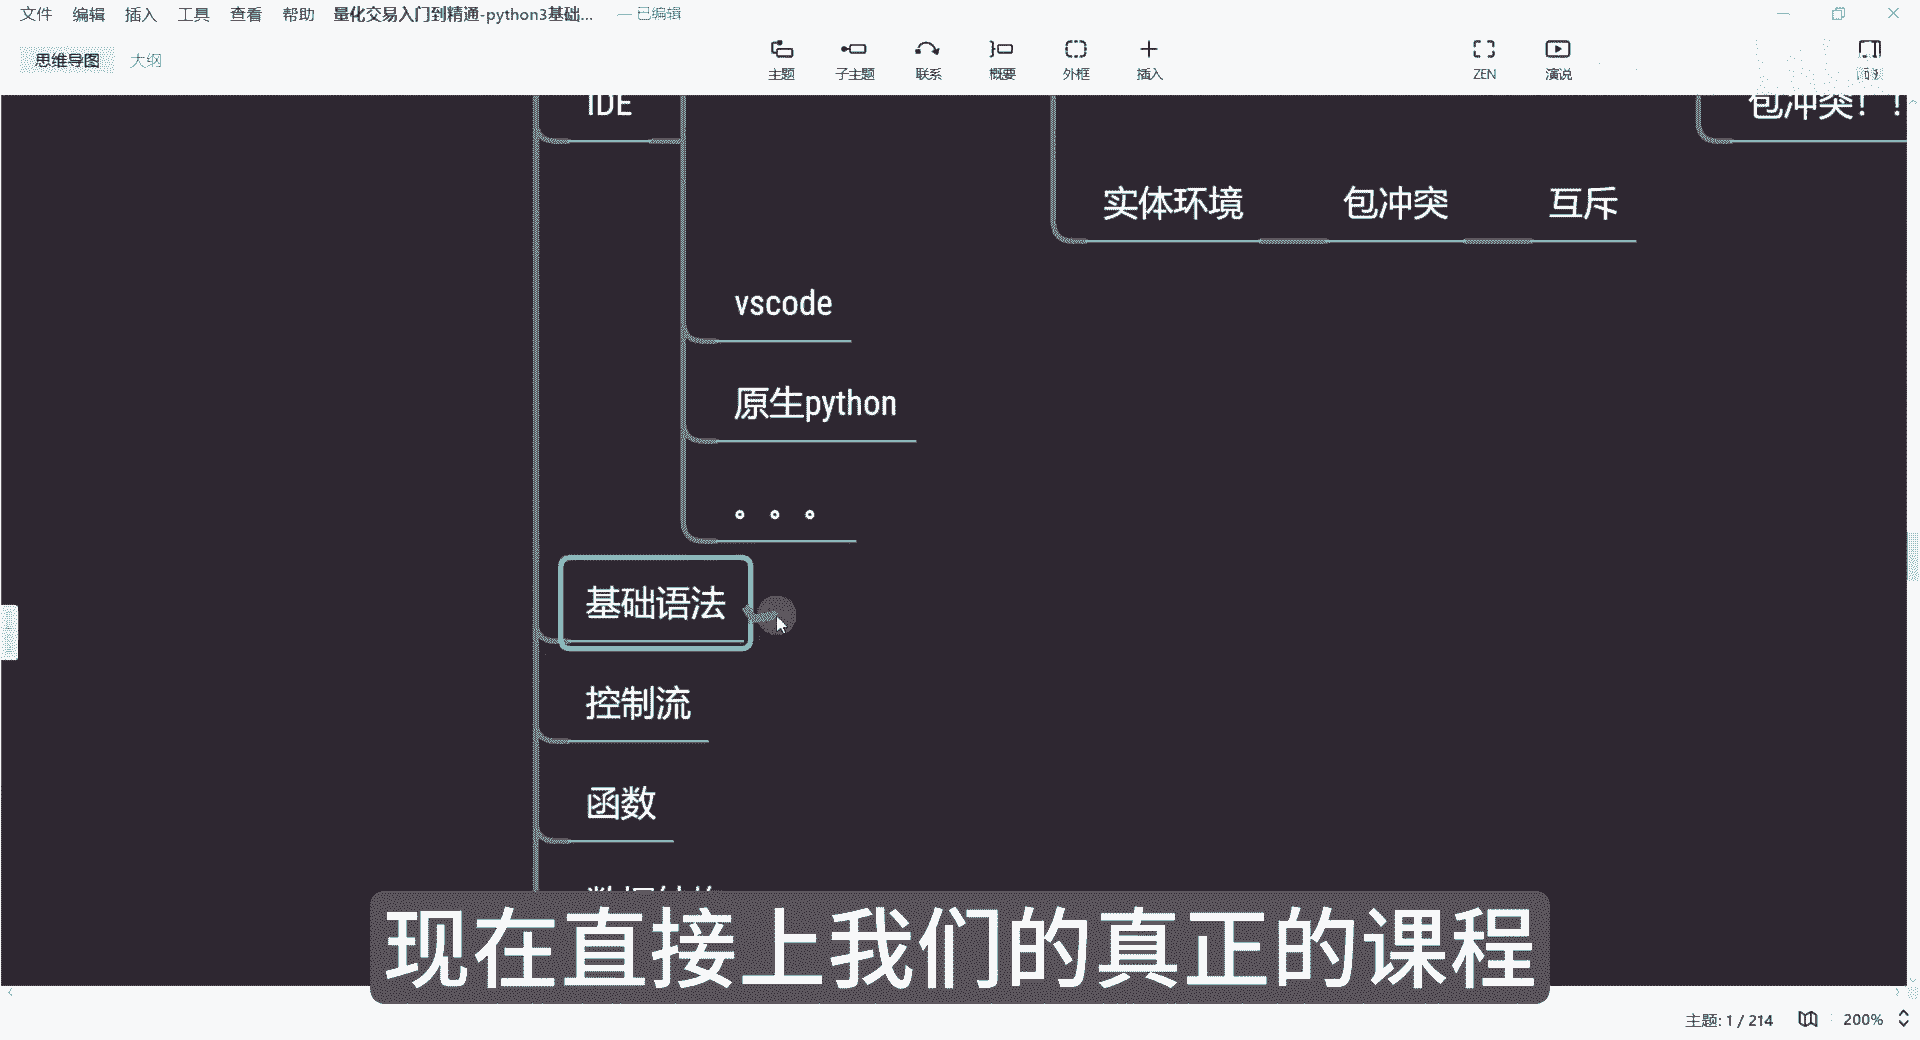 文件 编辑 插入 工具 查看 帮助 量化交易入门到精通-python3基础... — 已编辑
思维导图 大纲
主题 子主题 联系 概要 外框 插入 ZEN 演说
IDE
包冲突！！
实体环境 包冲突 互斥
vscode
原生python
。。。
基础语法
控制流
函数
现在直接上我们的真正的课程
主题: 1 / 214 200%